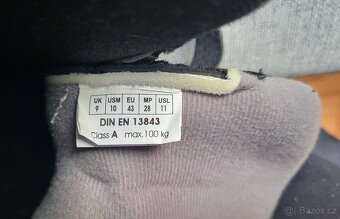 UK USM EU MP USL
9 10 43 28 11
DIN EN 13843
Class A max.100 kg
Bazos.cz